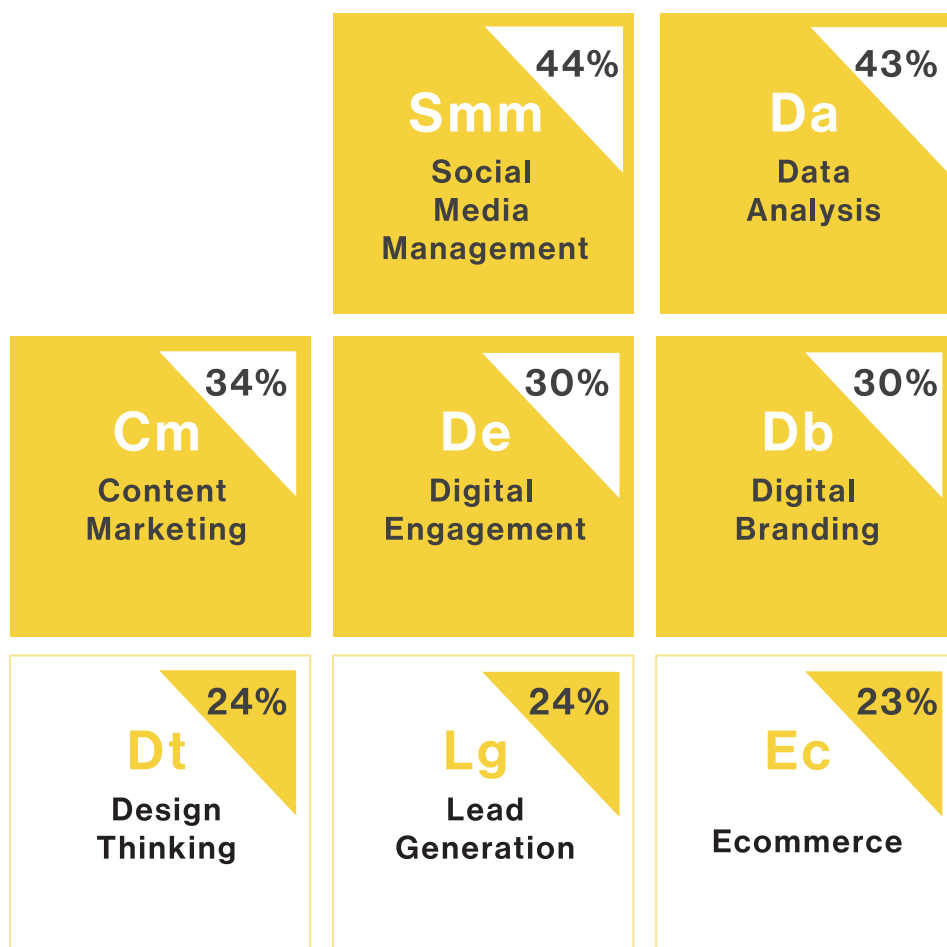 44%
Smm
Social
Media
Management
43%
Da
Data
Analysis
34%
Cm
Content
Marketing
30%
De
Digital
Engagement
30%
Db
Digital
Branding
24%
Dt
Design
Thinking
24%
Lg
Lead
Generation
23%
Ec
Ecommerce